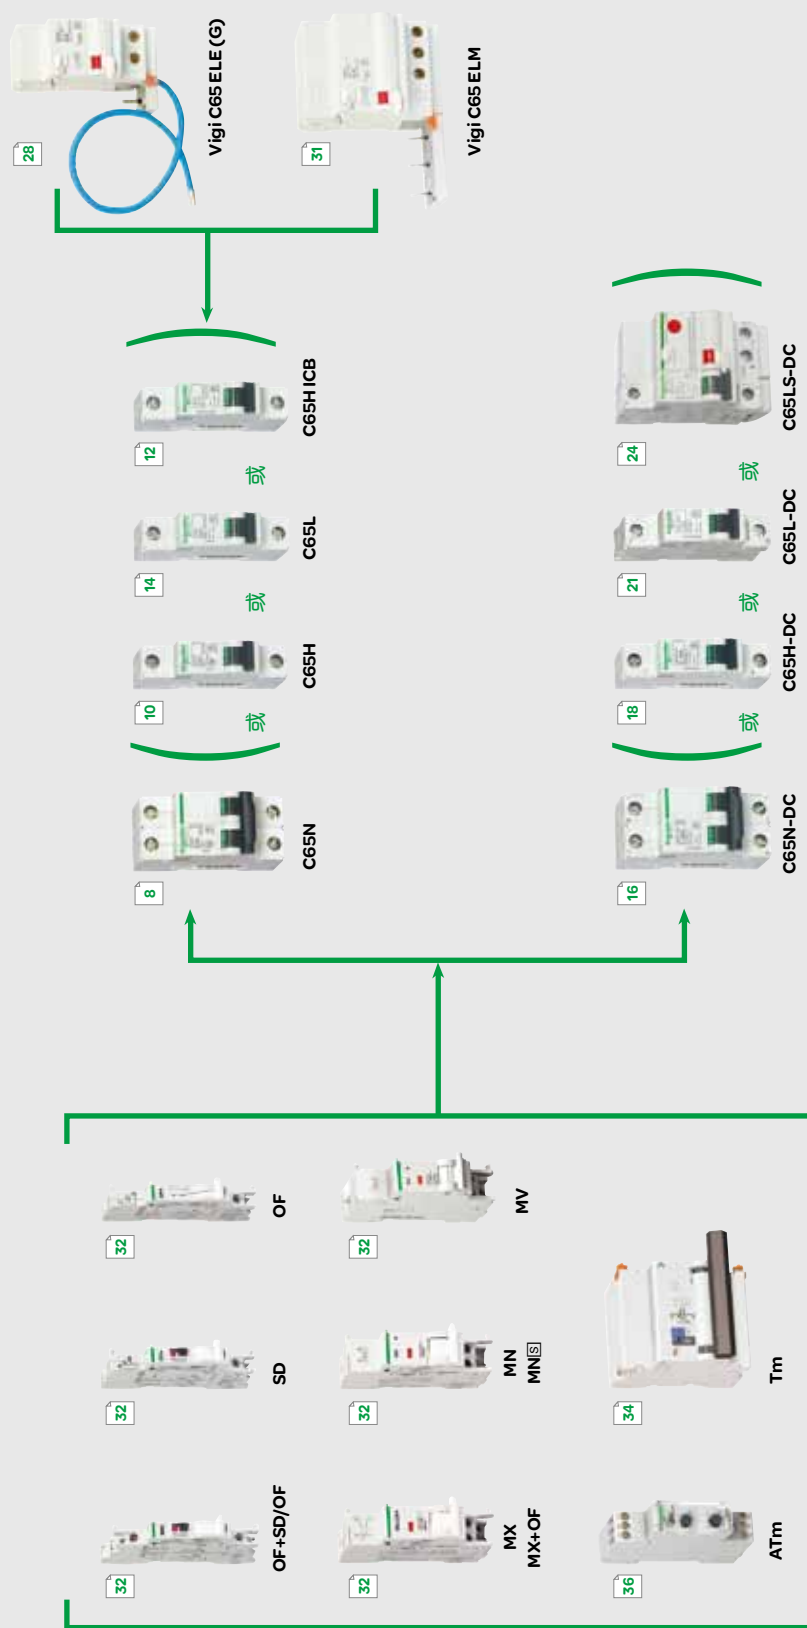 32
OF+SD/OF
32
SD
32
OF
32
MX
MX+OF
32
MN
MN S
32
MV
36
ATm
34
Tm
8
C65N
或
10
C65H
或
14
C65L
或
12
C65H ICB
28
Vigi C65 ELE (G)
31
Vigi C65 ELM
16
C65N-DC
或
18
C65H-DC
或
21
C65L-DC
或
24
C65LS-DC